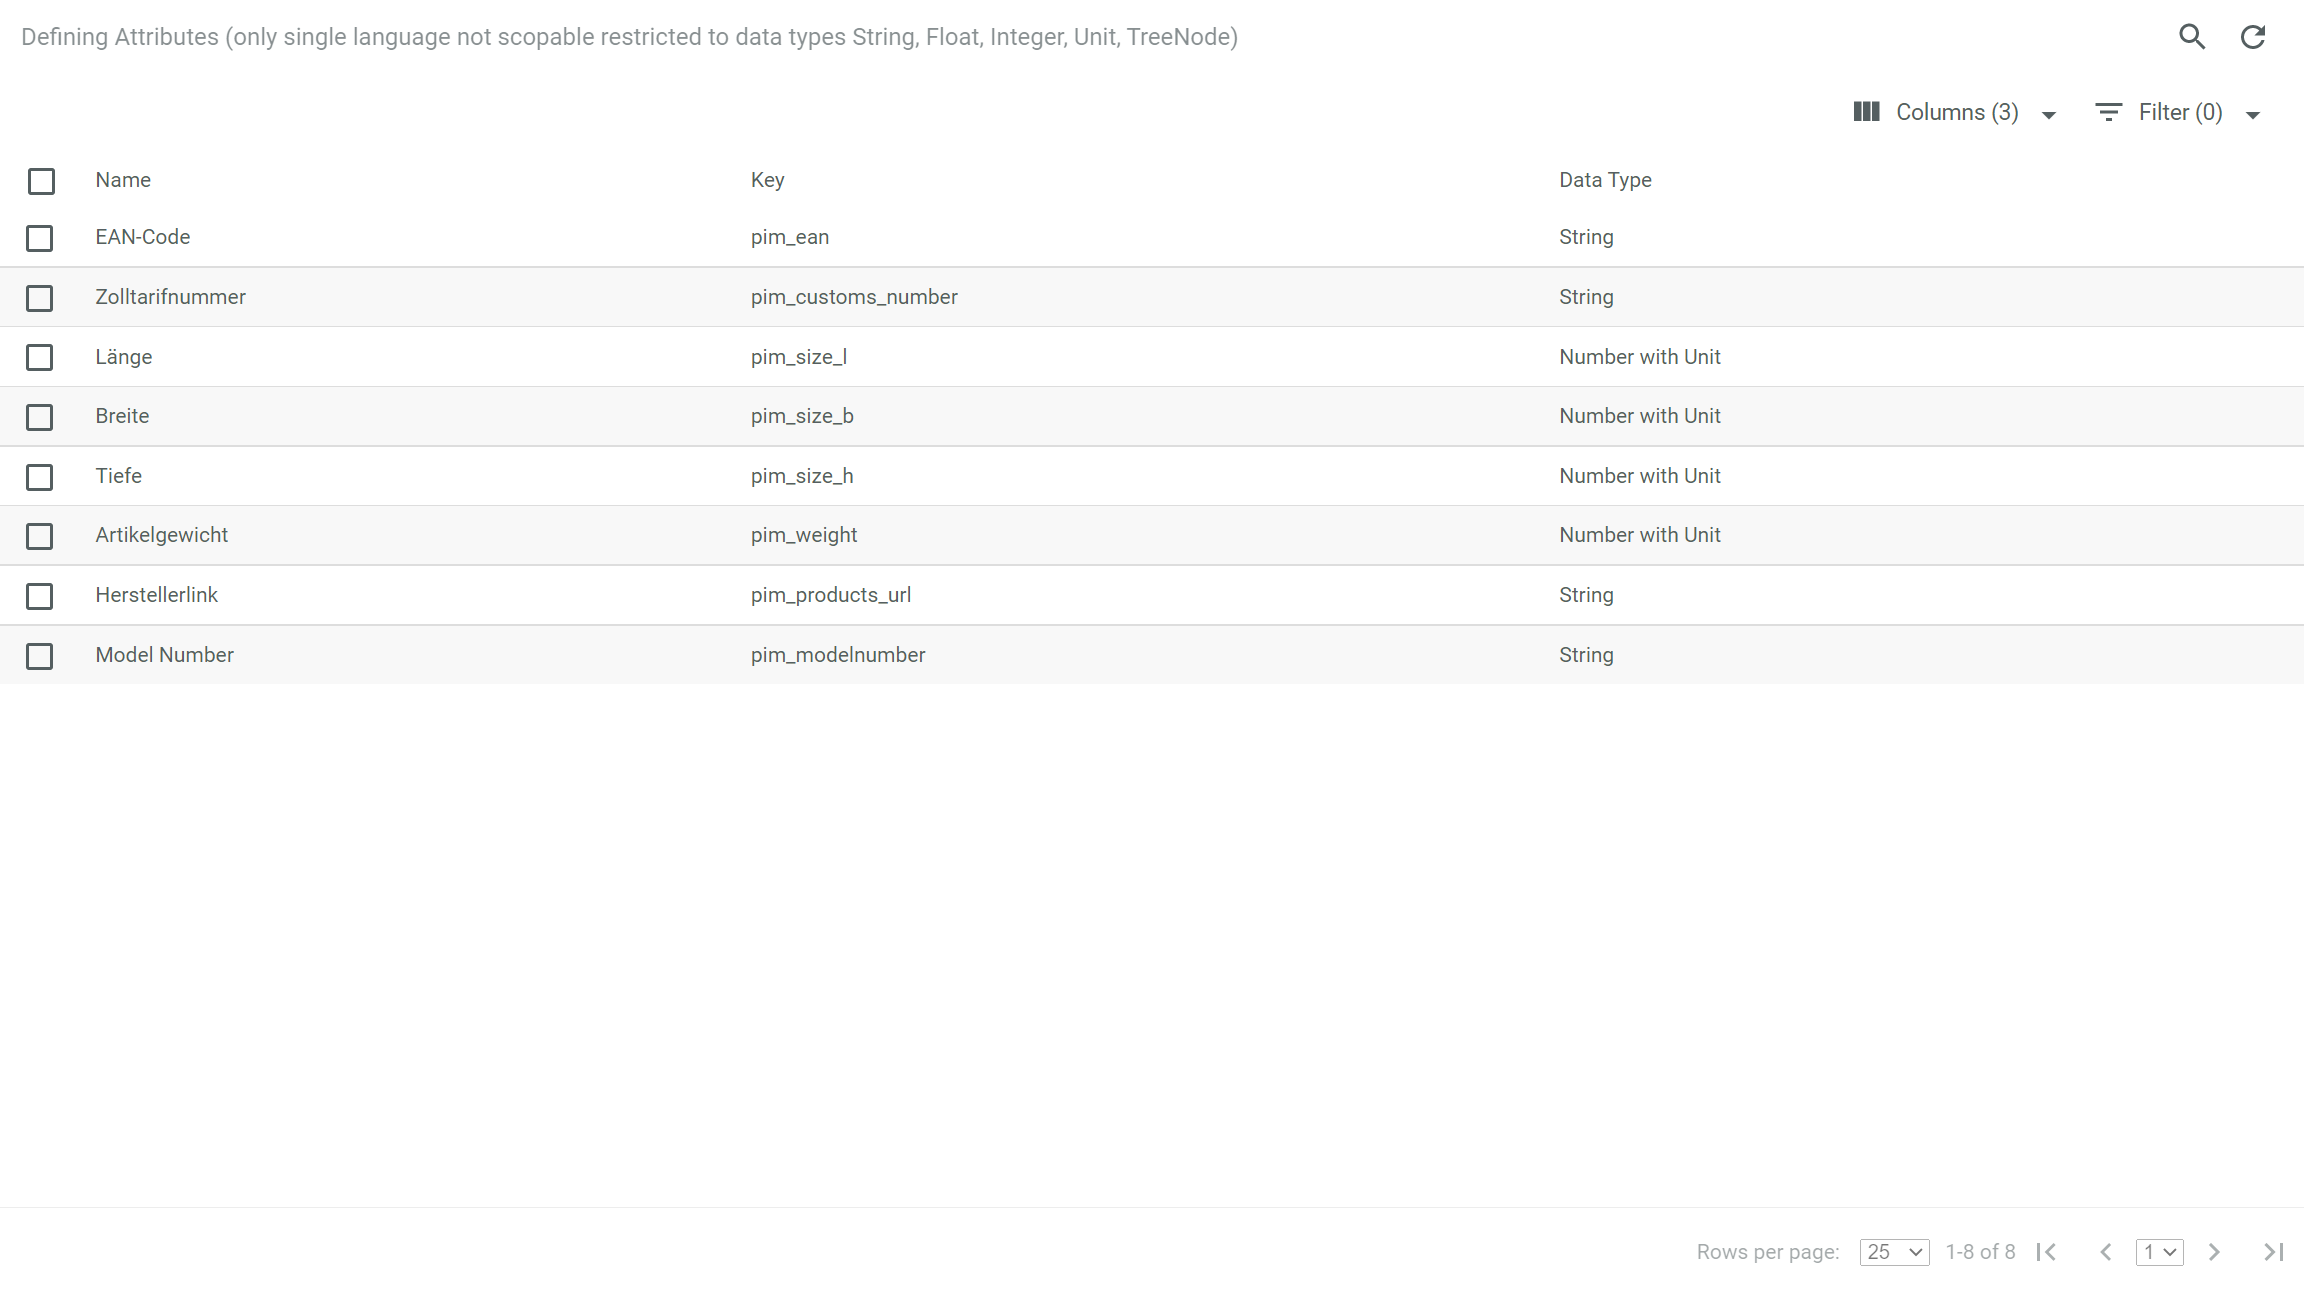 Defining Attributes (only single language not scopable restricted to data types String, Float, Integer, Unit, TreeNode)
Columns (3) Filter (0)
Name Key Data Type
EAN-Code pim_ean String
Zolltarifnummer pim_customs_number String
Länge pim_size_l Number with Unit
Breite pim_size_b Number with Unit
Tiefe pim_size_h Number with Unit
Artikelgewicht pim_weight Number with Unit
Herstellerlink pim_products_url String
Model Number pim_modelnumber String
Rows per page: 25 1-8 of 8 1